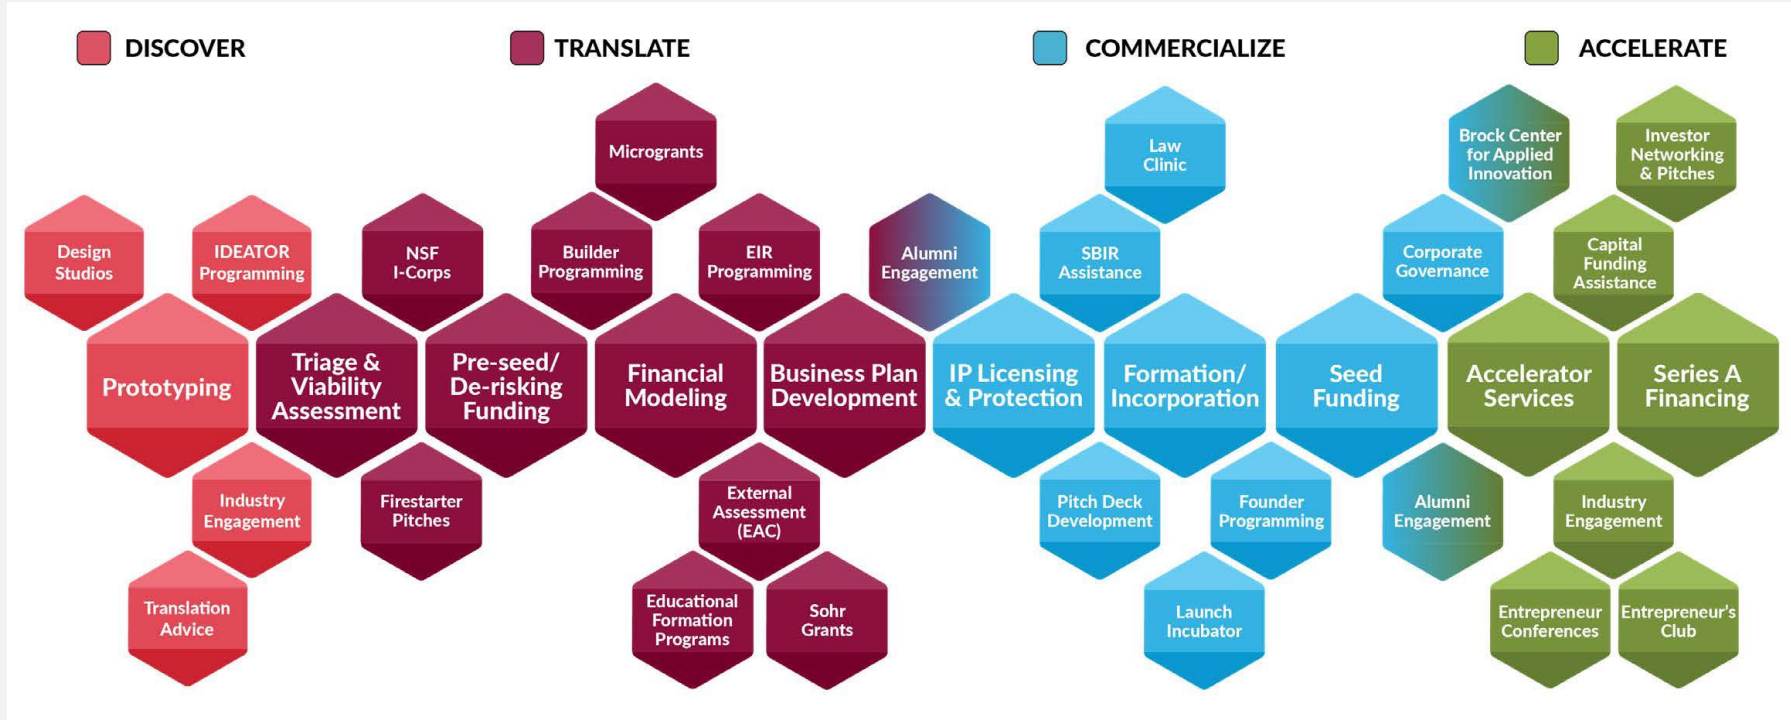 DISCOVER
TRANSLATE
COMMERCIALIZE
ACCELERATE
Microgrants
Law
Clinic
Brock Center
for Applied
Innovation
Investor
Networking
& Pitches
Design
Studios
IDEATOR
Programming
NSF
I-Corps
Builder
Programming
EIR
Programming
Alumni
Engagement
SBIR
Assistance
Corporate
Governance
Capital
Funding
Assistance
Prototyping
Triage &
Viability
Assessment
Pre-seed/
De-risking
Funding
Financial
Modeling
Business Plan
Development
IP Licensing
& Protection
Formation/
Incorporation
Seed
Funding
Accelerator
Services
Series A
Financing
Industry
Engagement
Firestarter
Pitches
External
Assessment
(EAC)
Pitch Deck
Development
Founder
Programming
Alumni
Engagement
Industry
Engagement
Translation
Advice
Educational
Formation
Programs
Sohr
Grants
Launch
Incubator
Entrepreneur
Conferences
Entrepreneur's
Club